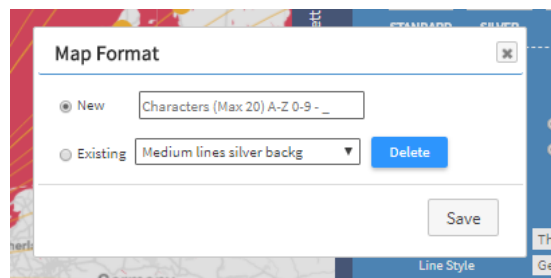 STANDARD SILVER
Map Format
New Characters (Max 20) A-Z 0-9 - _
Existing Medium lines silver backg Delete
Save
Line Style